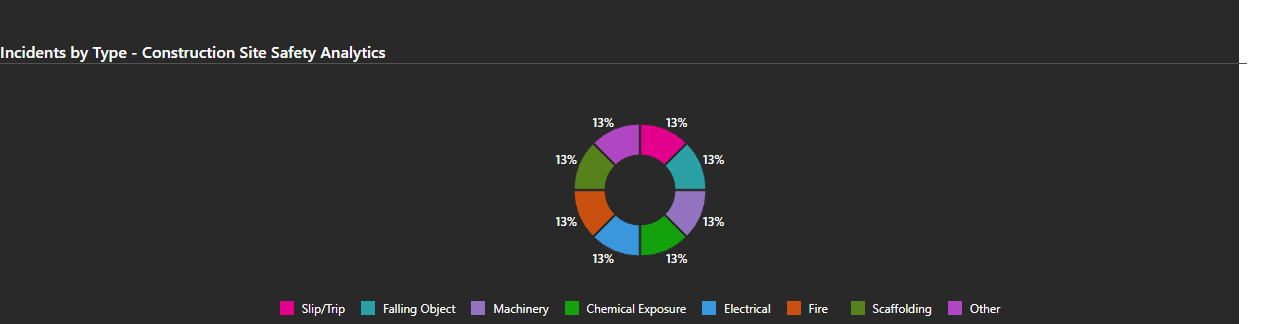 Incidents by Type - Construction Site Safety Analytics
13% 13%
13% 13%
13% 13%
13% 13%
Slip/Trip Falling Object Machinery Chemical Exposure Electrical Fire Scaffolding Other